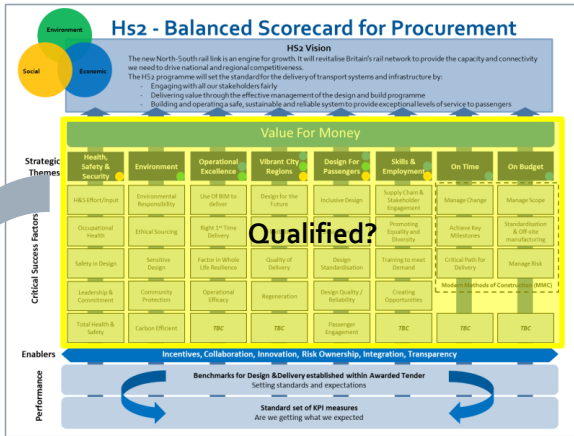 Environment
Social
Economic
Hs2 - Balanced Scorecard for Procurement
HS2 Vision
The new North-South rail link is an engine for growth. It will revitalise Britain's rail network to provide the capacity and connectivity
we need to drive national and regional competitiveness.
The HS2 programme will set the standard for the delivery of transport systems and infrastructure by:
- Engaging with all our stakeholders fairly
- Delivering value through the effective management of the design and build programme
- Building and operating a safe, sustainable and reliable system to provide exceptional levels of service to passengers
Value For Money
Strategic
Themes
Health,
Safety &
Security
Environment
Operational
Excellence
Vibrant City
Regions
Design For
Passengers
Skills &
Employment
On Time
On Budget
Critical Success Factors
H&S Effort/Input
Environmental
Responsibility
Use Of BIM to
deliver
Design for the
Future
Inclusive Design
Supply Chain &
Stakeholder
Engagement
Manage Change
Manage Scope
Occupational
Health
Ethical Sourcing
Right 1st Time
Delivery
Qualified?
Promoting
Equality and
Diversity
Achieve Key
Milestones
Standardisation
& Off-site
manufacturing
Safety in Design
Sensitive
Design
Factor in Whole
Life Resilience
Quality of
Delivery
Design
Standardisation
Training to meet
Demand
Critical Path for
Delivery
Manage Risk
Modern Methods of Construction (MMC)
Leadership &
Commitment
Community
Protection
Operational
Efficacy
Regeneration
Design Quality /
Reliability
Creating
Opportunities
Total Health &
Safety
Carbon Efficient
TBC
TBC
Passenger
Engagement
TBC
TBC
TBC
Enablers
Incentives, Collaboration, Innovation, Risk Ownership, Integration, Transparency
Performance
Benchmarks for Design &Delivery established within Awarded Tender
Setting standards and expectations
Standard set of KPI measures
Are we getting what we expected